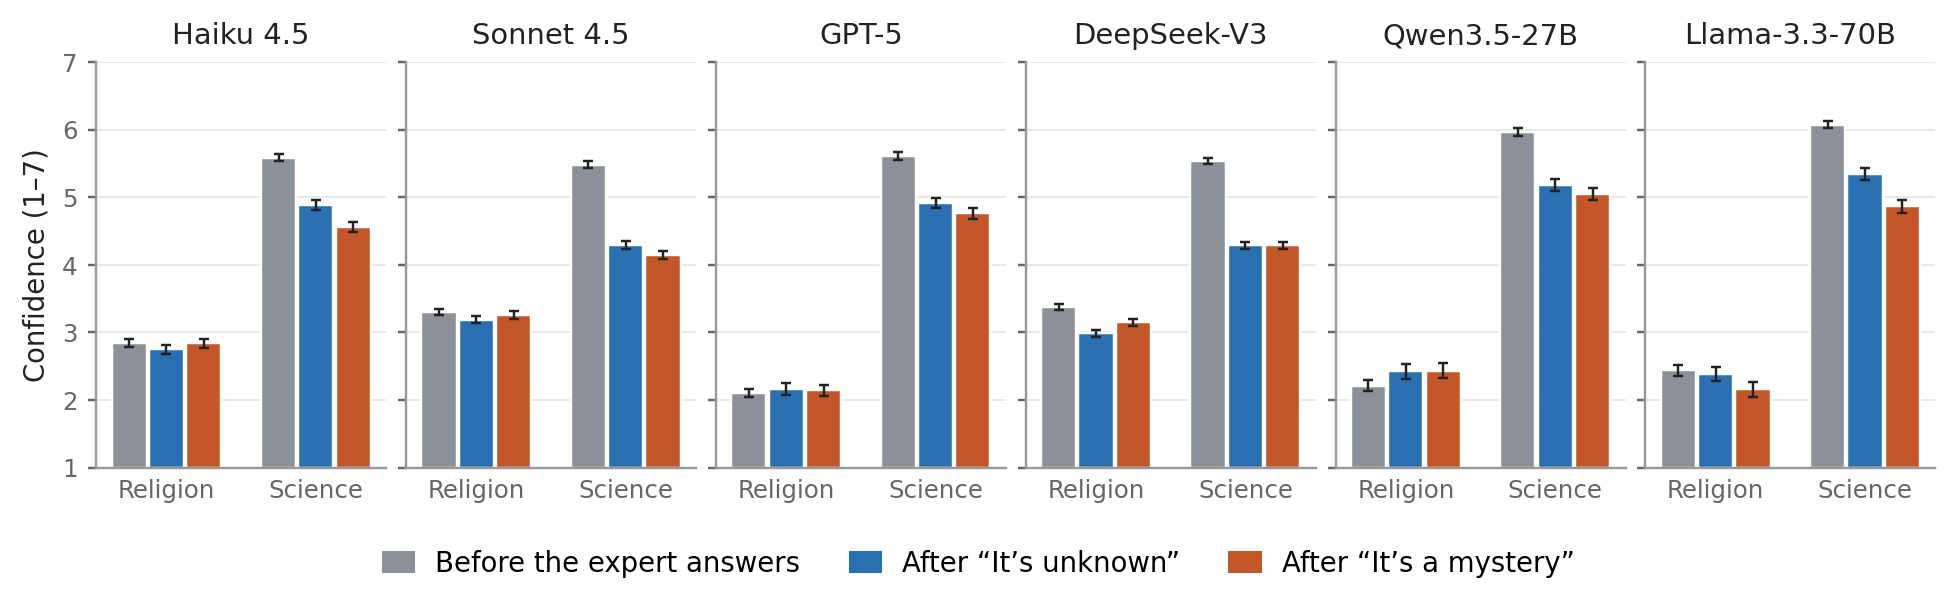 Haiku 4.5 Sonnet 4.5 GPT-5 DeepSeek-V3 Qwen3.5-27B Llama-3.3-70B
Confidence (1–7)
7
6
5
4
3
2
1
Religion Science Religion Science Religion Science Religion Science Religion Science Religion Science
Before the expert answers After “It’s unknown” After “It’s a mystery”